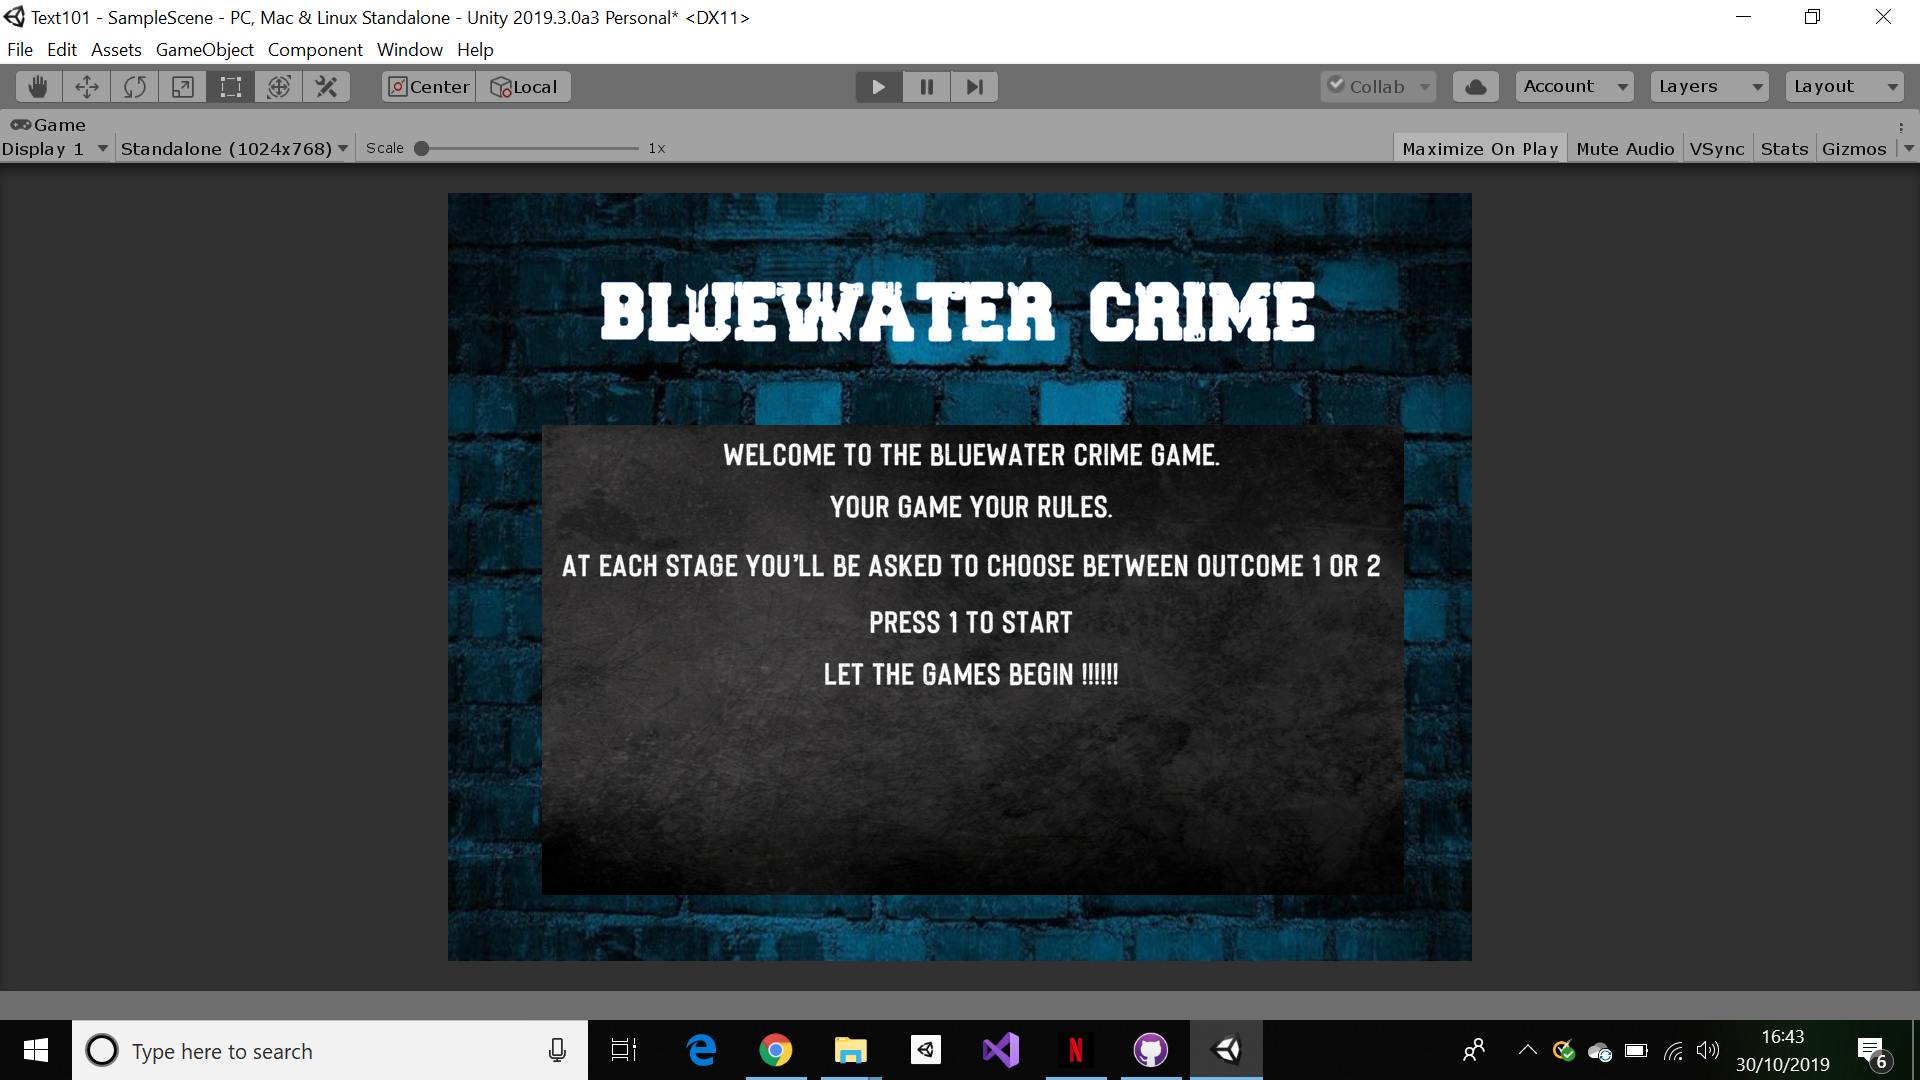 Text101 - SampleScene - PC, Mac & Linux Standalone - Unity 2019.3.0a3 Personal* <DX11>
File Edit Assets GameObject Component Window Help
Center Local Collab Account Layers Layout
Game
Display 1 Standalone (1024x768) Scale 1x Maximize On Play Mute Audio VSync Stats Gizmos
BLUEWATER CRIME
WELCOME TO THE BLUEWATER CRIME GAME.
YOUR GAME YOUR RULES.
AT EACH STAGE YOU'LL BE ASKED TO CHOOSE BETWEEN OUTCOME 1 OR 2
PRESS 1 TO START
LET THE GAMES BEGIN !!!!!!
Type here to search
16:43
30/10/2019
6